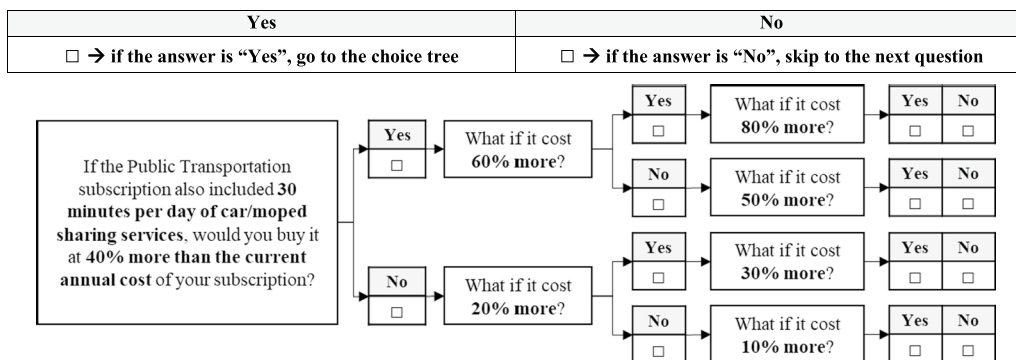 Yes No
☐ → if the answer is “Yes”, go to the choice tree ☐ → if the answer is “No”, skip to the next question
If the Public Transportation
subscription also included 30
minutes per day of car/moped
sharing services, would you buy it
at 40% more than the current
annual cost of your subscription?
Yes
☐
What if it cost
60% more?
Yes
☐
What if it cost
80% more?
Yes No
☐ ☐
No
☐
What if it cost
50% more?
Yes No
☐ ☐
No
☐
What if it cost
20% more?
Yes
☐
What if it cost
30% more?
Yes No
☐ ☐
No
☐
What if it cost
10% more?
Yes No
☐ ☐